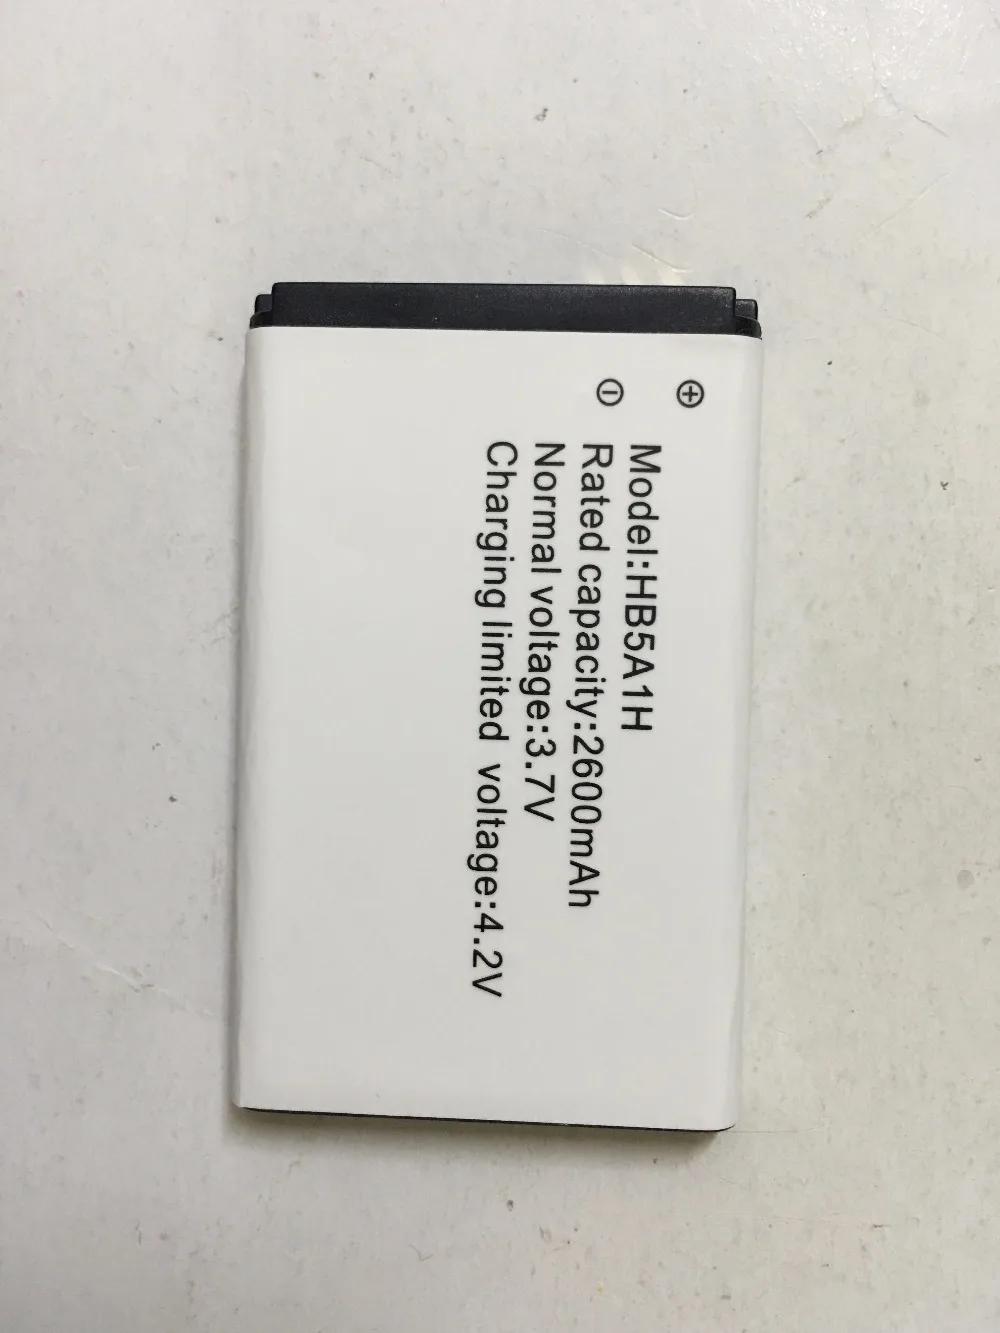 ⊕
⊖
Model:HB5A1H
Rated capacity:2600mAh
Normal voltage:3.7V
Charging limited voltage:4.2V